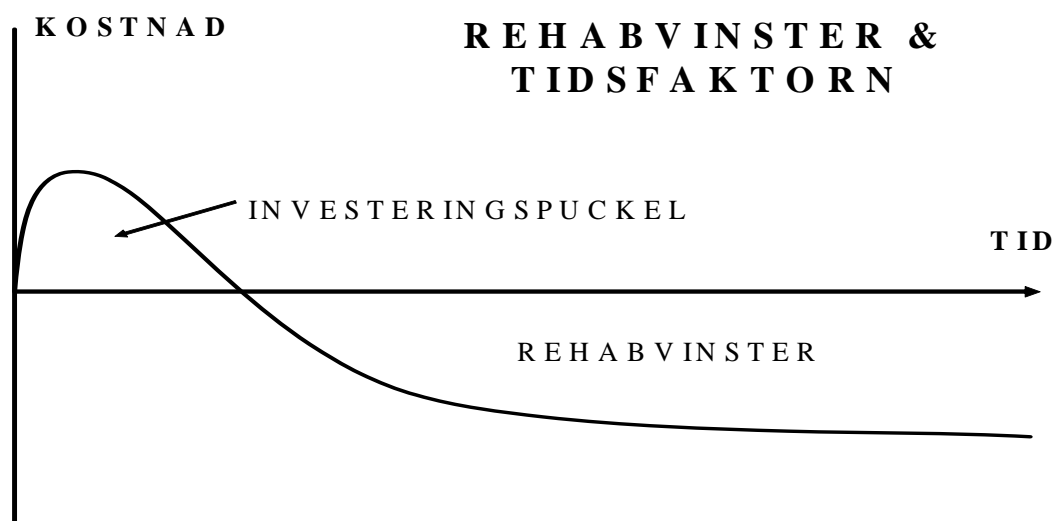 KOSTNAD
REHABVINSTER &
TIDSFAKTORN
INVESTERINGSPUCKEL
TID
REHABVINSTER